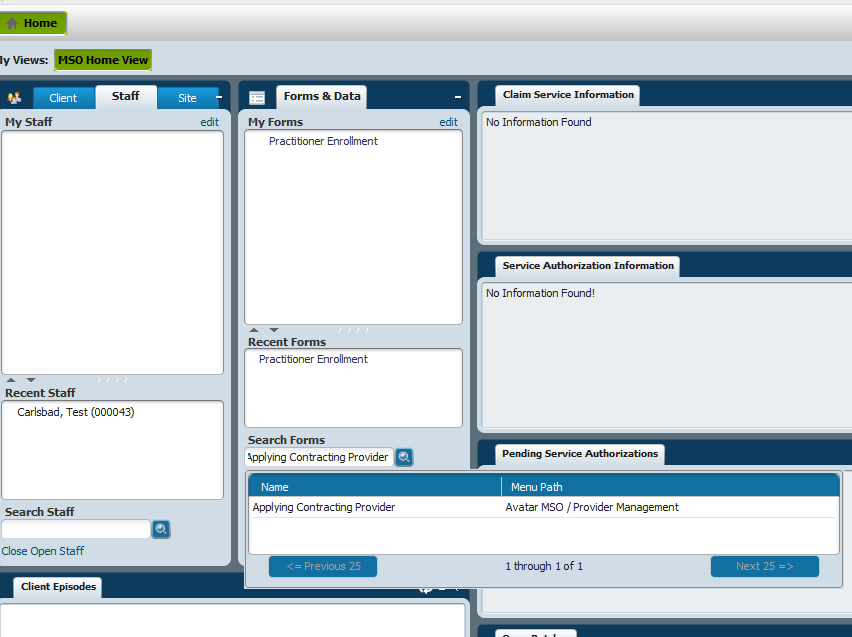 Home
My Views: MSO Home View
Client Staff Site
My Staff edit
Recent Staff
Carlsbad, Test (000043)
Search Staff
Close Open Staff
Client Episodes
Forms & Data
My Forms edit
Practitioner Enrollment
Recent Forms
Practitioner Enrollment
Search Forms
Applying Contracting Provider
Name Menu Path
Applying Contracting Provider Avatar MSO / Provider Management
<= Previous 25 1 through 1 of 1 Next 25 =>
Claim Service Information
No Information Found
Service Authorization Information
No Information Found!
Pending Service Authorizations